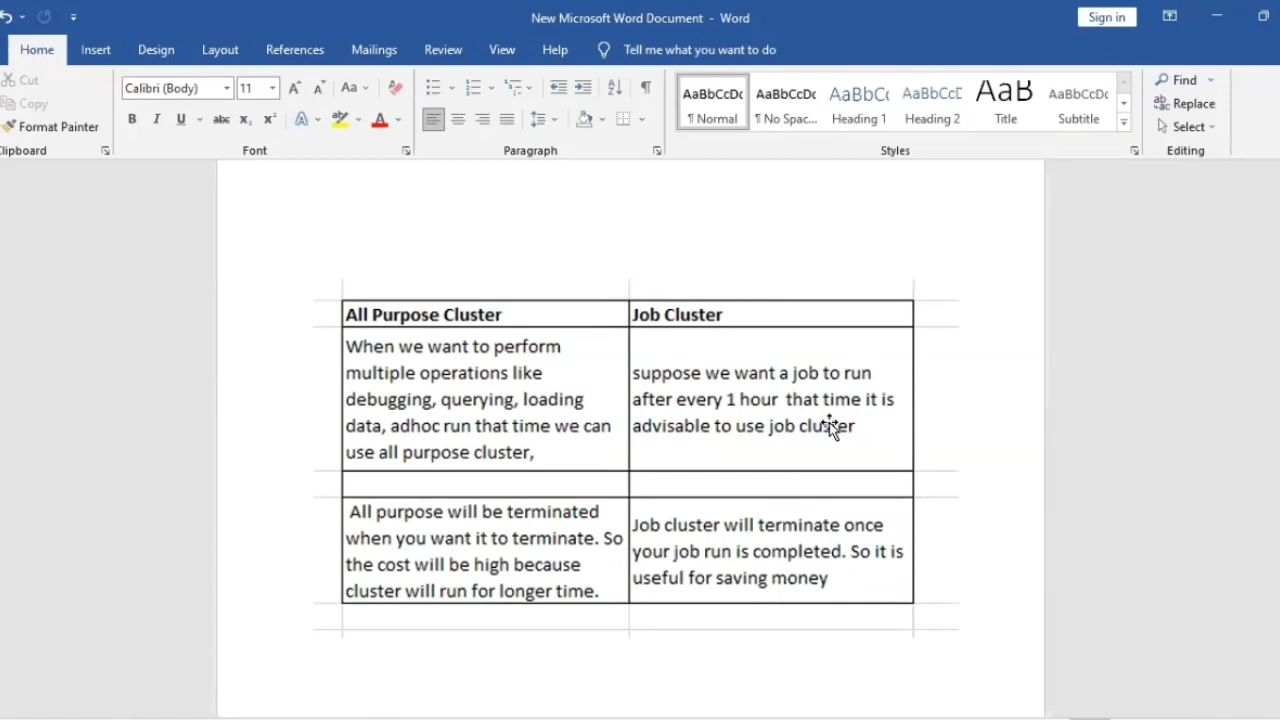 New Microsoft Word Document - Word
Sign in
Home Insert Design Layout References Mailings Review View Help Tell me what you want to do
Cut
Copy
Format Painter
Calibri (Body) 11
Aa
B I U abc x₂ x² A A
AaBbCcDc AaBbCcDc AaBbCc AaBbCcD AaB AaBbCcDc
¶ Normal ¶ No Spac... Heading 1 Heading 2 Title Subtitle
Find
Replace
Select
lipboard Font Paragraph Styles Editing
All Purpose Cluster
Job Cluster
When we want to perform
multiple operations like
debugging, querying, loading
data, adhoc run that time we can
use all purpose cluster,
suppose we want a job to run
after every 1 hour that time it is
advisable to use job cluster
All purpose will be terminated
when you want it to terminate. So
the cost will be high because
cluster will run for longer time.
Job cluster will terminate once
your job run is completed. So it is
useful for saving money